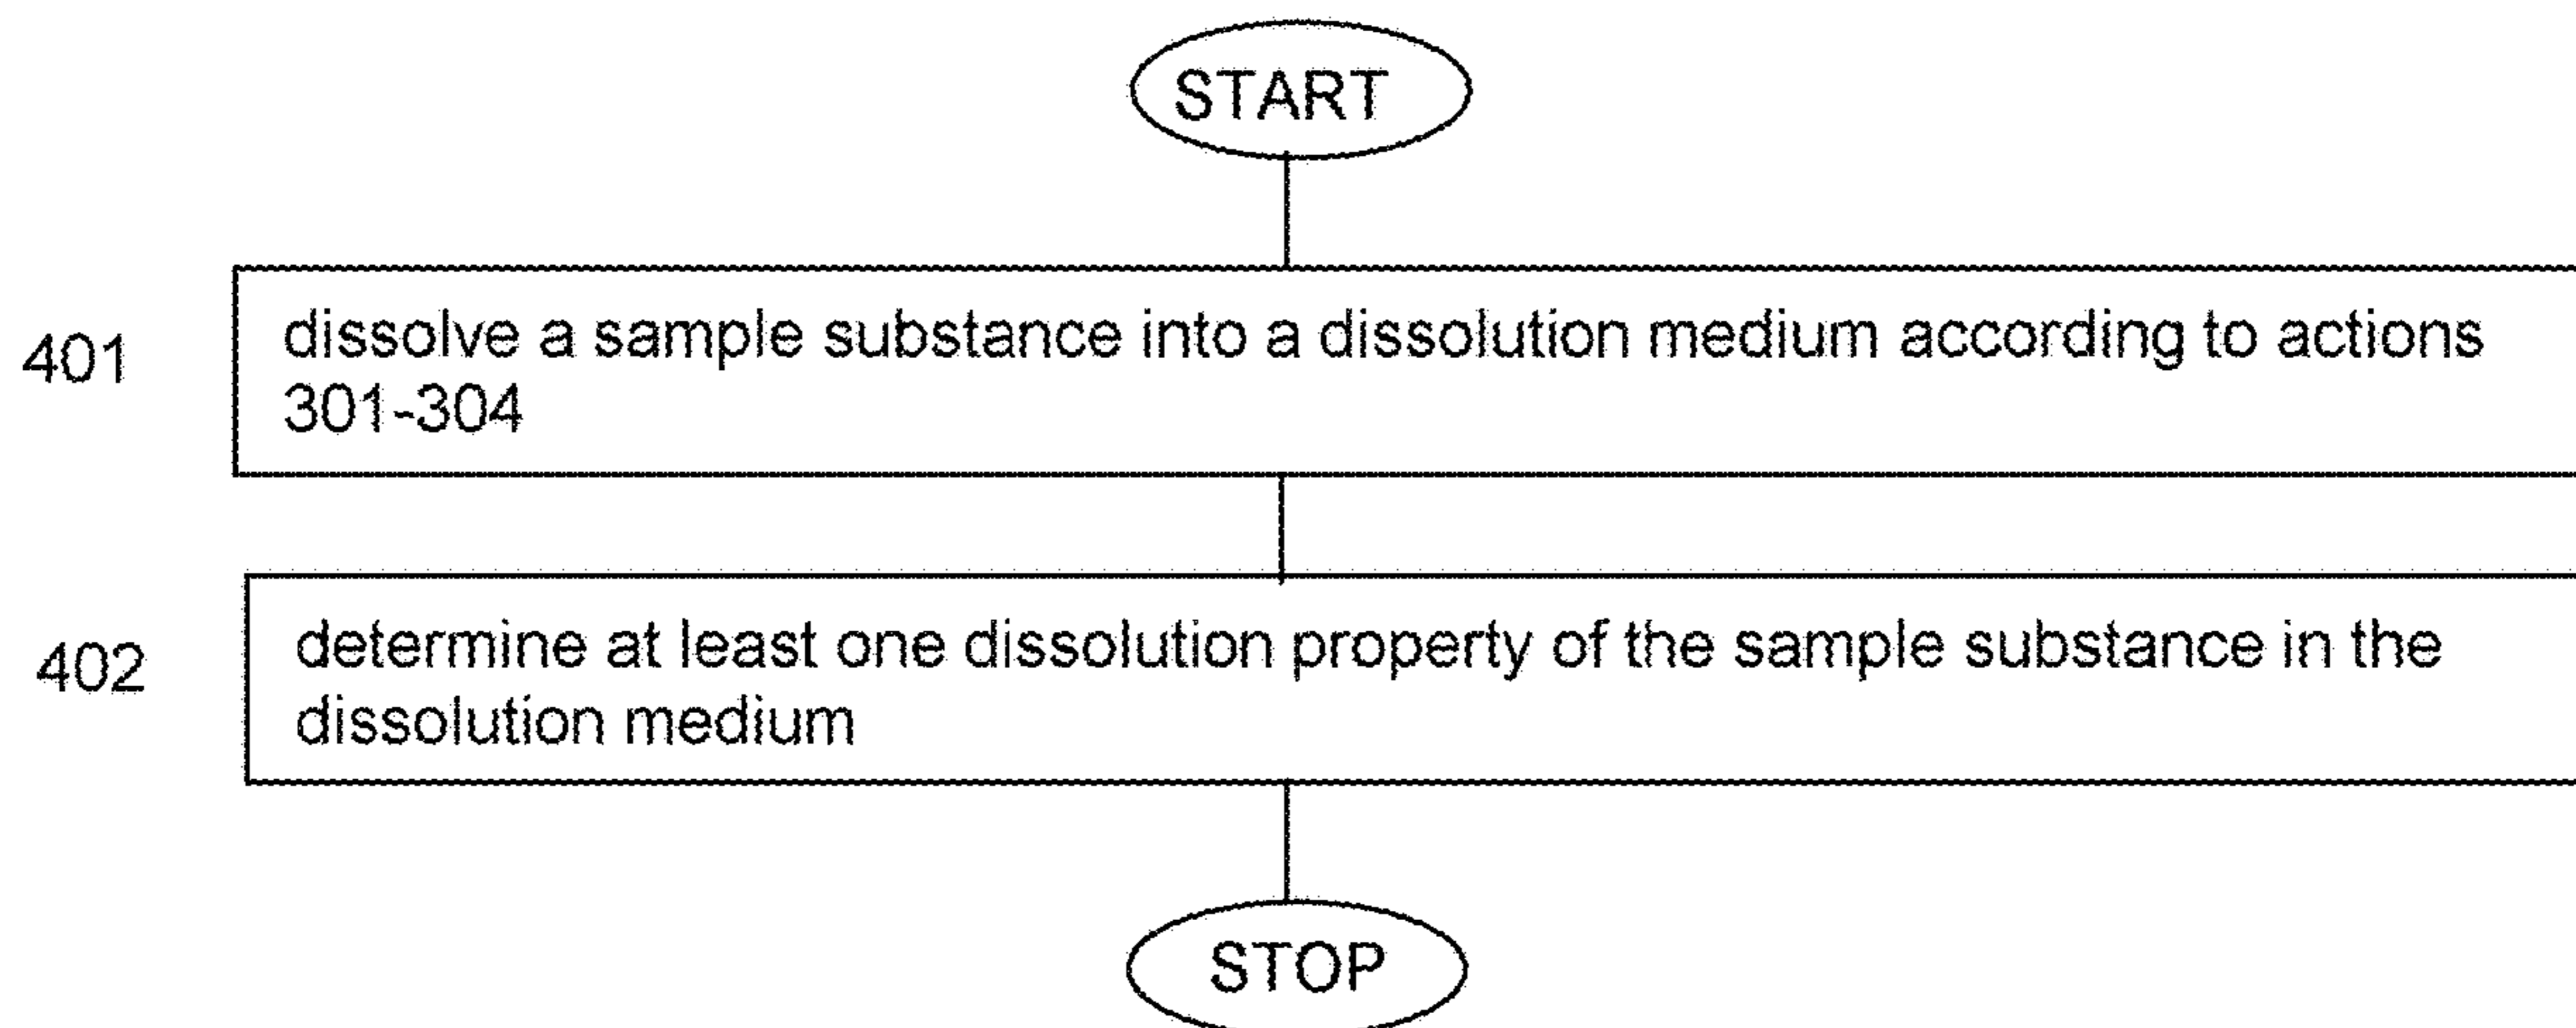 START
401
dissolve a sample substance into a dissolution medium according to actions
301-304
402
determine at least one dissolution property of the sample substance in the
dissolution medium
STOP